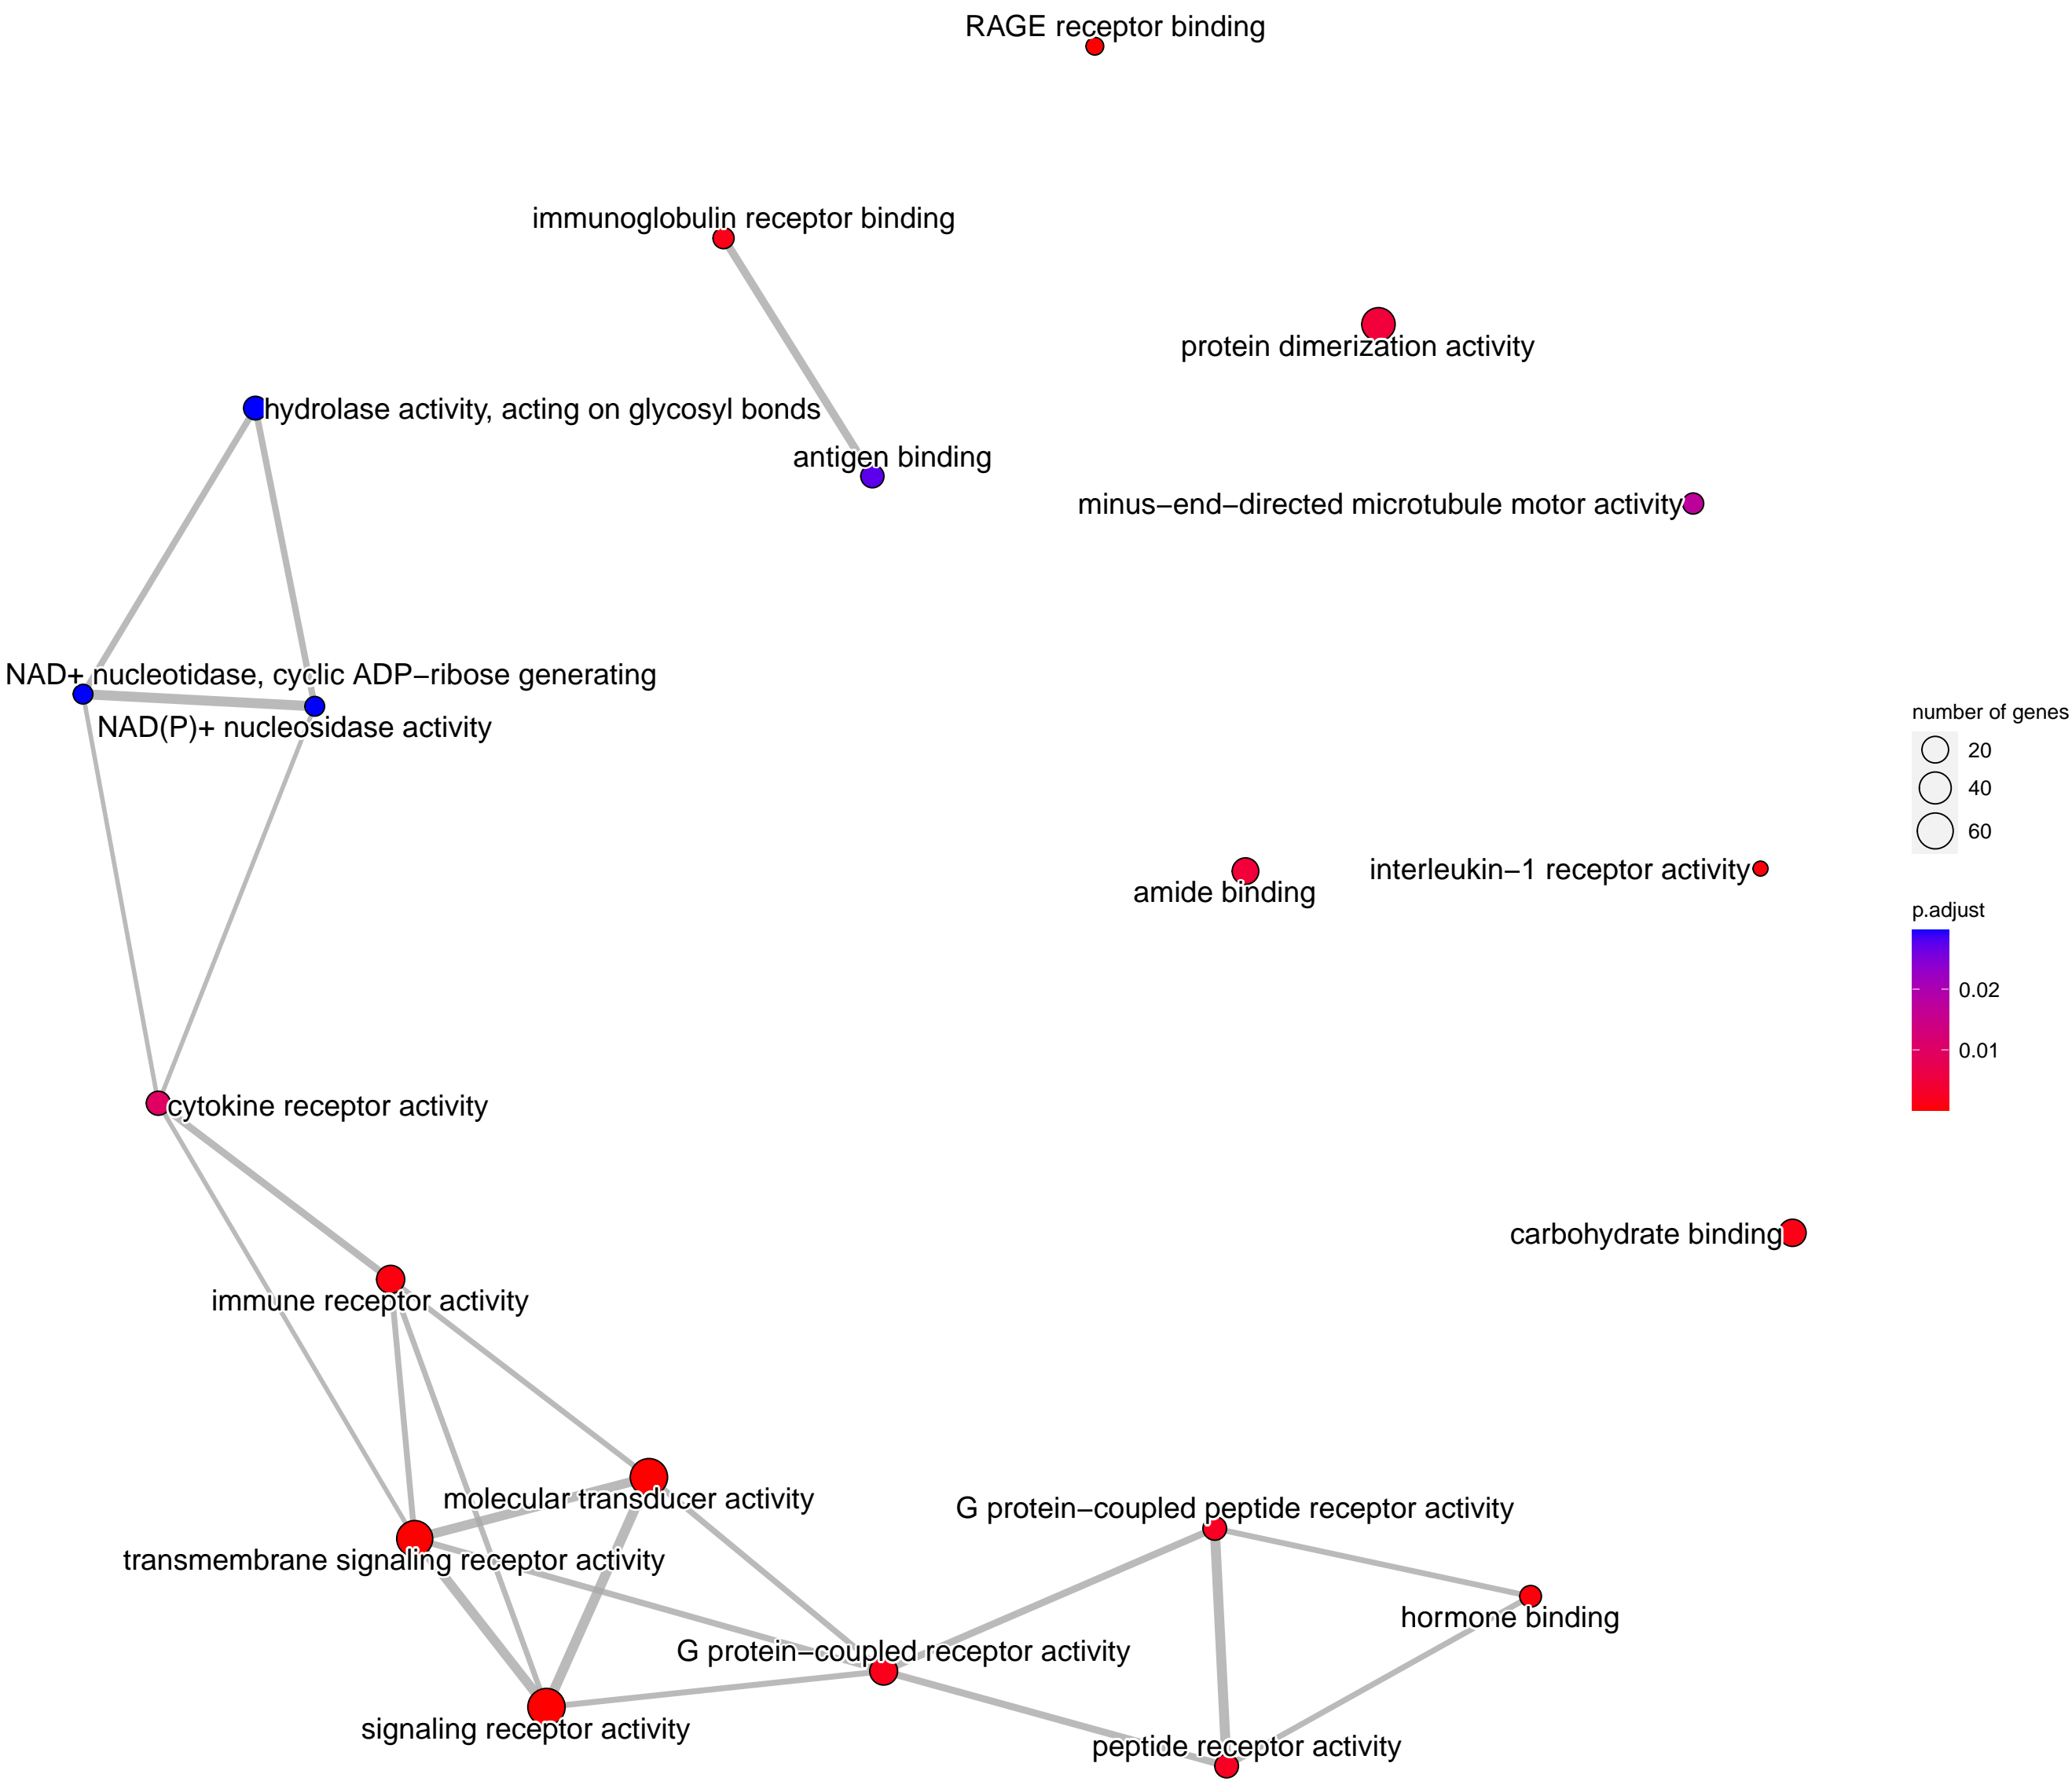 RAGE receptor binding
immunoglobulin receptor binding
protein dimerization activity
hydrolase activity, acting on glycosyl bonds
antigen binding
minus−end−directed microtubule motor activity
NAD+ nucleotidase, cyclic ADP−ribose generating
NAD(P)+ nucleosidase activity
number of genes
20
40
60
amide binding
interleukin−1 receptor activity
p.adjust
0.02
0.01
cytokine receptor activity
carbohydrate binding
immune receptor activity
molecular transducer activity
G protein−coupled peptide receptor activity
transmembrane signaling receptor activity
hormone binding
G protein−coupled receptor activity
signaling receptor activity
peptide receptor activity